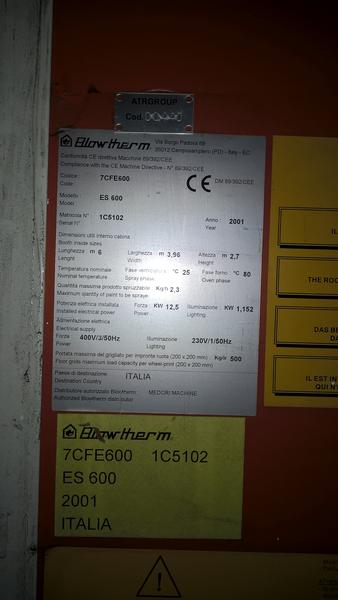 ATRGROUP
Cod.
Blowtherm
Via Borgo Padova 89
35012 Camposampiero (PD) - Italy - EC
Conformità CE direttiva Macchine 89/392/CEE
Compliance with the CE Machine Directive - N° 89/392/CEE
Codice : 7CFE600
Code :
CE DM 89/392/CEE
Modello : ES 600
Model :
Matricola N° : 1C5102
Serial N° :
Anno : 2001
Year
Dimensioni utili interno cabina
Booth inside sizes
Lunghezza m 6 Larghezza m 3,96 Altezza m 2,7
Lenght Width Height
Temperatura nominale Fase verniciatura °C 25 Fase forno °C 80
Nominal temperature Spray phase Oven phase
Quantità massima prodotto spruzzabile Kg/h 2,3
Maximum quantity of paint to be spraye
Potenza elettrica installata Forza : KW 12,5 Illuminazione : KW 1,152
Installed electrical power Power Lighting
Alimentazione elettrica
Electrical supply
Forza : 400V/3/50Hz Illuminazione : 230V/1/50Hz
Power Lighting
Portata massima del grigliato per impronte ruota (200 x 200 mm) : Kg 500
Floor grids maximum load capacity per wheel-print (200 x 200 mm)
Paese di destinazione : ITALIA
Destination Country
Distributore autorizzato Blowtherm : MEDORI MACHINE
Authorized Blowtherm distributor
IL
THE ROO
DAS BE
DA
IL EST IN
QUI N'
Blowtherm
7CFE600 1C5102
ES 600
2001
ITALIA